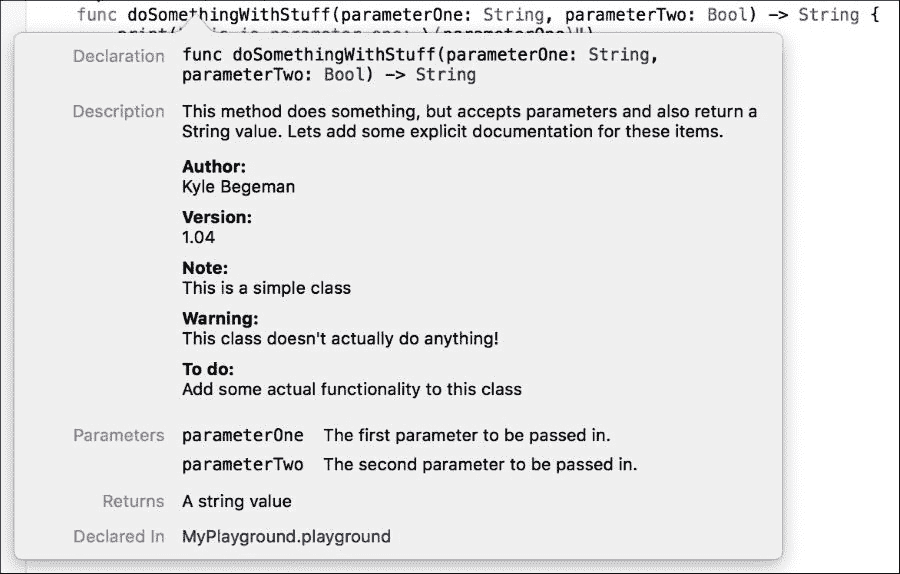 func doSomethingWithStuff(parameterOne: String, parameterTwo: Bool) -> String {
Declaration func doSomethingWithStuff(parameterOne: String,
parameterTwo: Bool) -> String
Description This method does something, but accepts parameters and also return a
String value. Lets add some explicit documentation for these items.
Author:
Kyle Begeman
Version:
1.04
Note:
This is a simple class
Warning:
This class doesn't actually do anything!
To do:
Add some actual functionality to this class
Parameters parameterOne The first parameter to be passed in.
parameterTwo The second parameter to be passed in.
Returns A string value
Declared In MyPlayground.playground